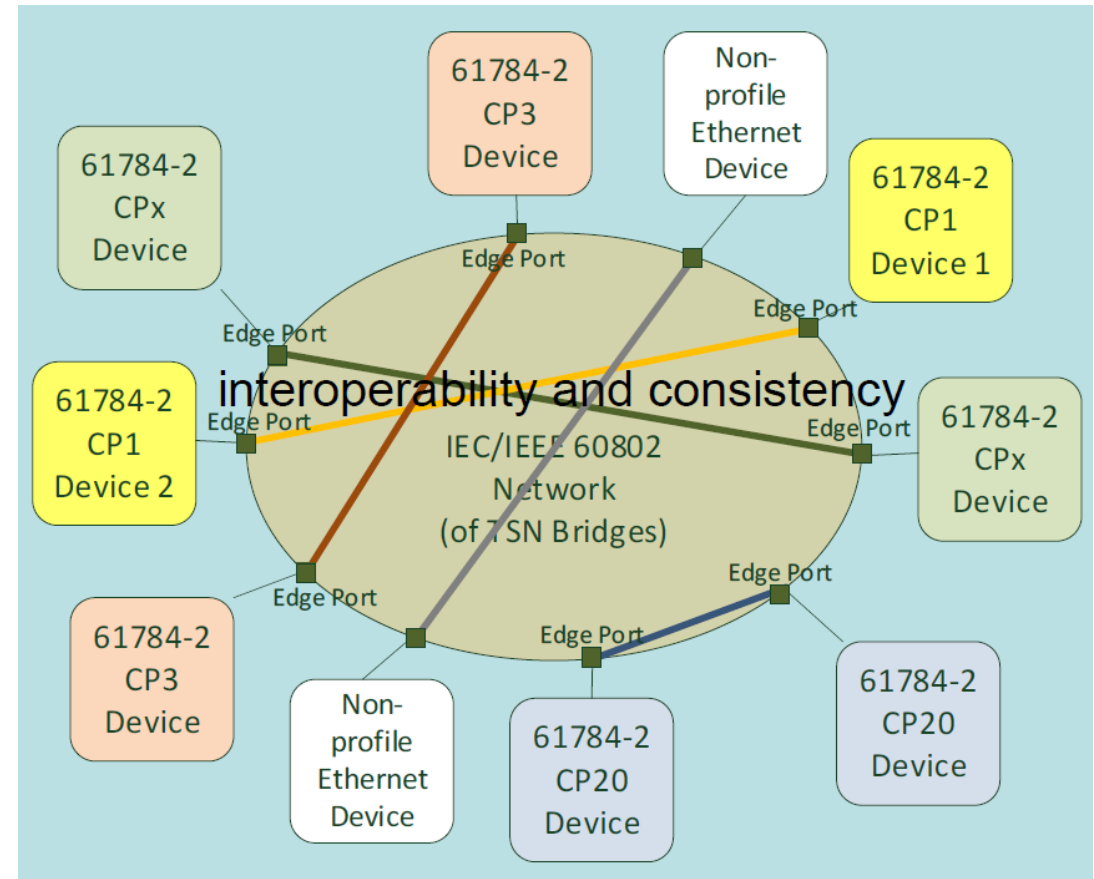 61784-2
CP3
Device
Non-
profile
Ethernet
Device
61784-2
CPx
Device
61784-2
CP1
Device 1
Edge Port
Edge Port
Edge Port
interoperability and consistency
61784-2
CP1
Device 2
Edge Port
Edge Port
61784-2
CPx
Device
IEC/IEEE 60802
Network
(of TSN Bridges)
Edge Port
Edge Port
Edge Port
61784-2
CP3
Device
Non-
profile
Ethernet
Device
61784-2
CP20
Device
61784-2
CP20
Device